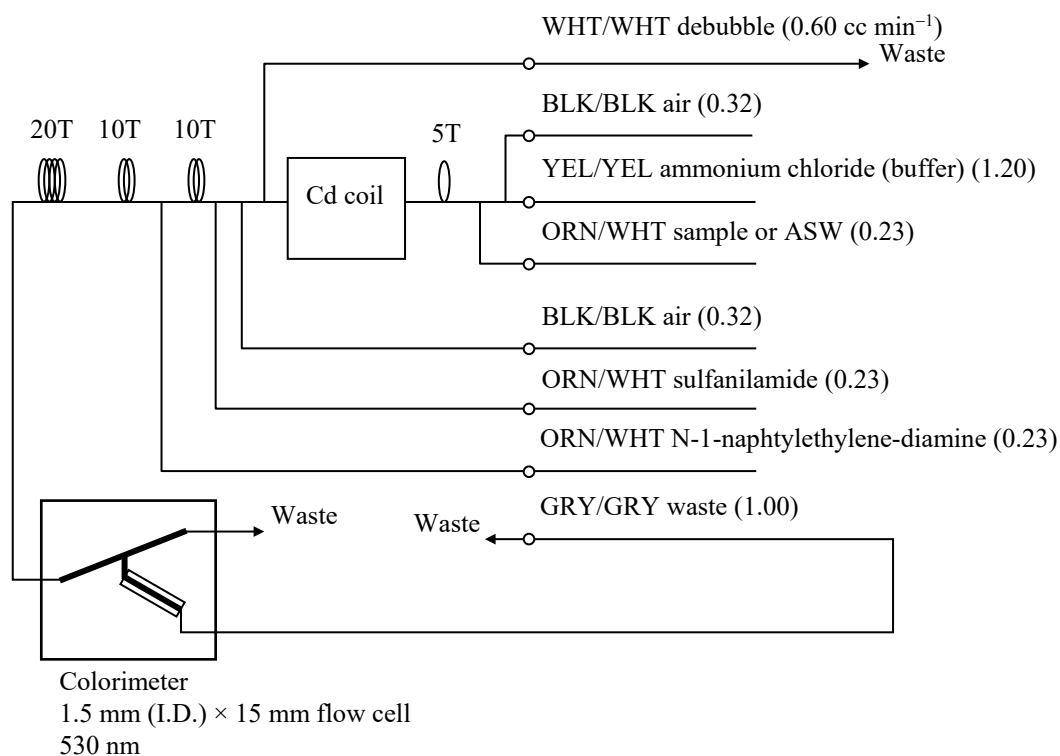 WHT/WHT debubble (0.60 cc min⁻¹)
Waste
BLK/BLK air (0.32)
20T 10T 10T 5T
YEL/YEL ammonium chloride (buffer) (1.20)
Cd coil
ORN/WHT sample or ASW (0.23)
BLK/BLK air (0.32)
ORN/WHT sulfanilamide (0.23)
ORN/WHT N-1-naphtylethylene-diamine (0.23)
GRY/GRY waste (1.00)
Waste
Waste
Colorimeter
1.5 mm (I.D.) × 15 mm flow cell
530 nm